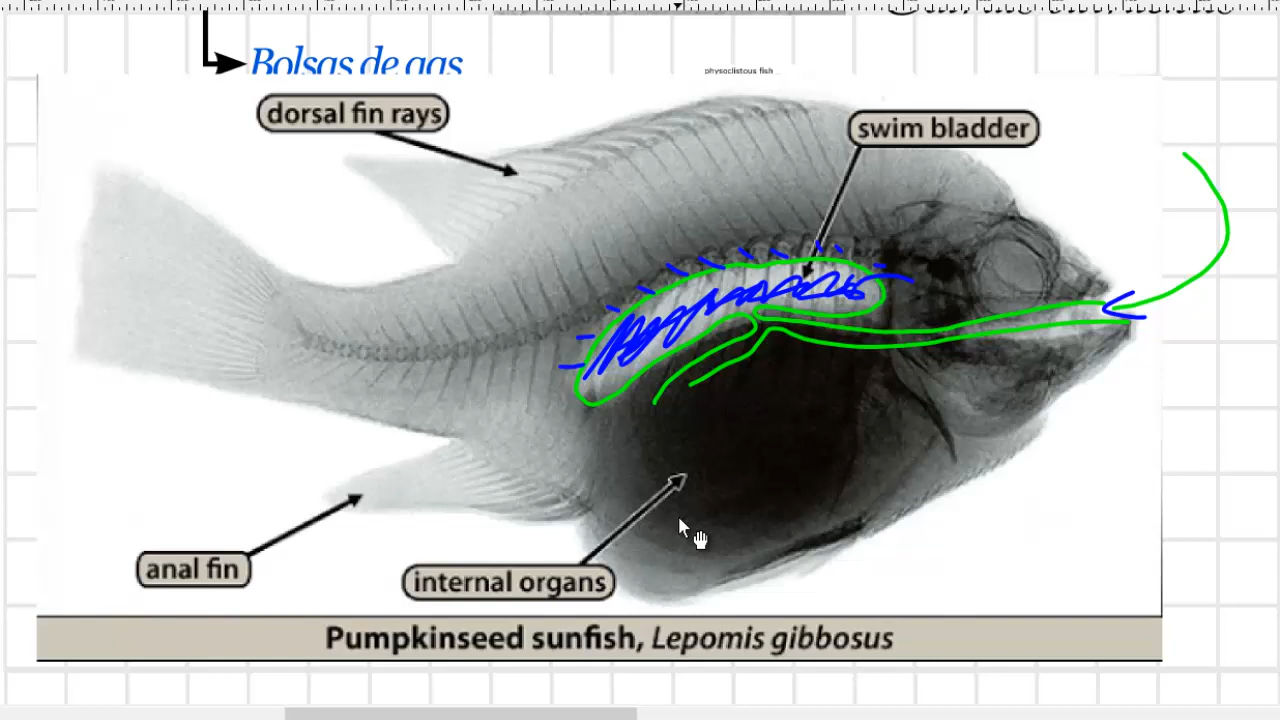 Bolsas de gas
physoclistous fish
dorsal fin rays
swim bladder
anal fin
internal organs
Pumpkinseed sunfish, Lepomis gibbosus